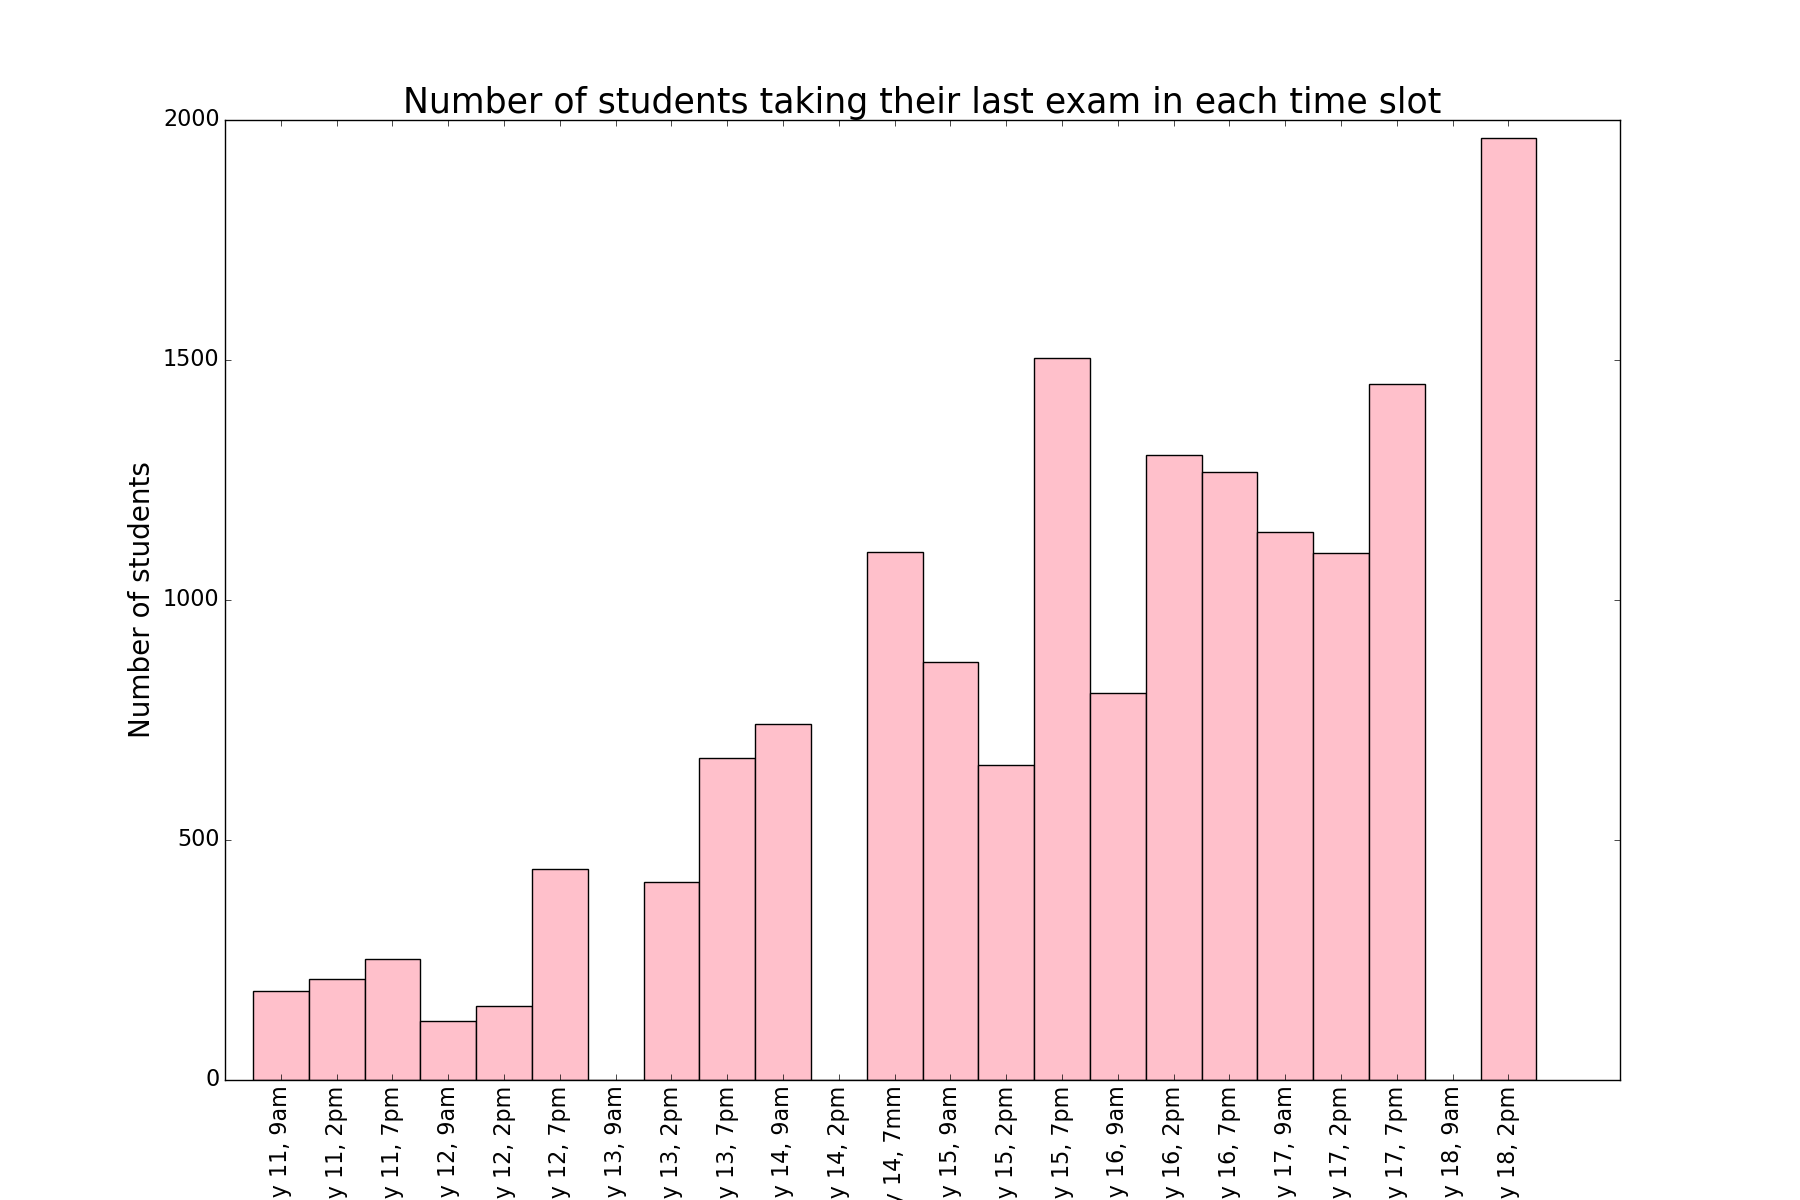 Number of students taking their last exam in each time slot
Number of students
2000
1500
1000
500
0
y 11, 9am
y 11, 2pm
y 11, 7pm
y 12, 9am
y 12, 2pm
y 12, 7pm
y 13, 9am
y 13, 2pm
y 13, 7pm
y 14, 9am
y 14, 2pm
y 14, 7mm
y 15, 9am
y 15, 2pm
y 15, 7pm
y 16, 9am
y 16, 2pm
y 16, 7pm
y 17, 9am
y 17, 2pm
y 17, 7pm
y 18, 9am
y 18, 2pm